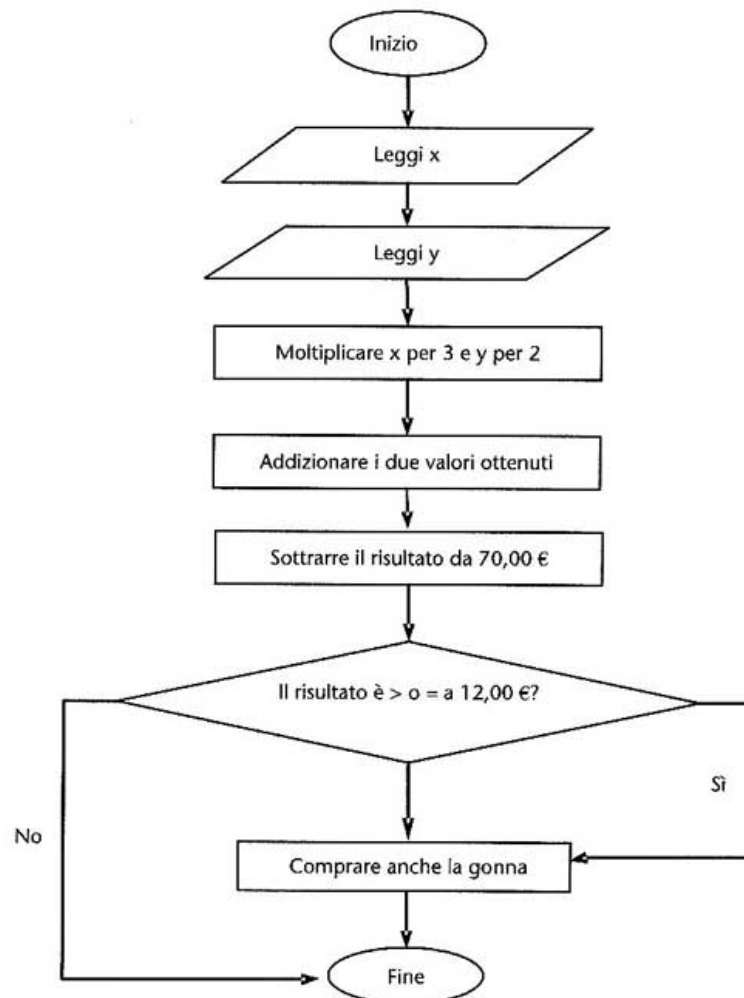 Inizio
Leggi x
Leggi y
Moltiplicare x per 3 e y per 2
Addizionare i due valori ottenuti
Sottrarre il risultato da 70,00 €
Il risultato è > o = a 12,00 €?
Sì
No
Comprare anche la gonna
Fine